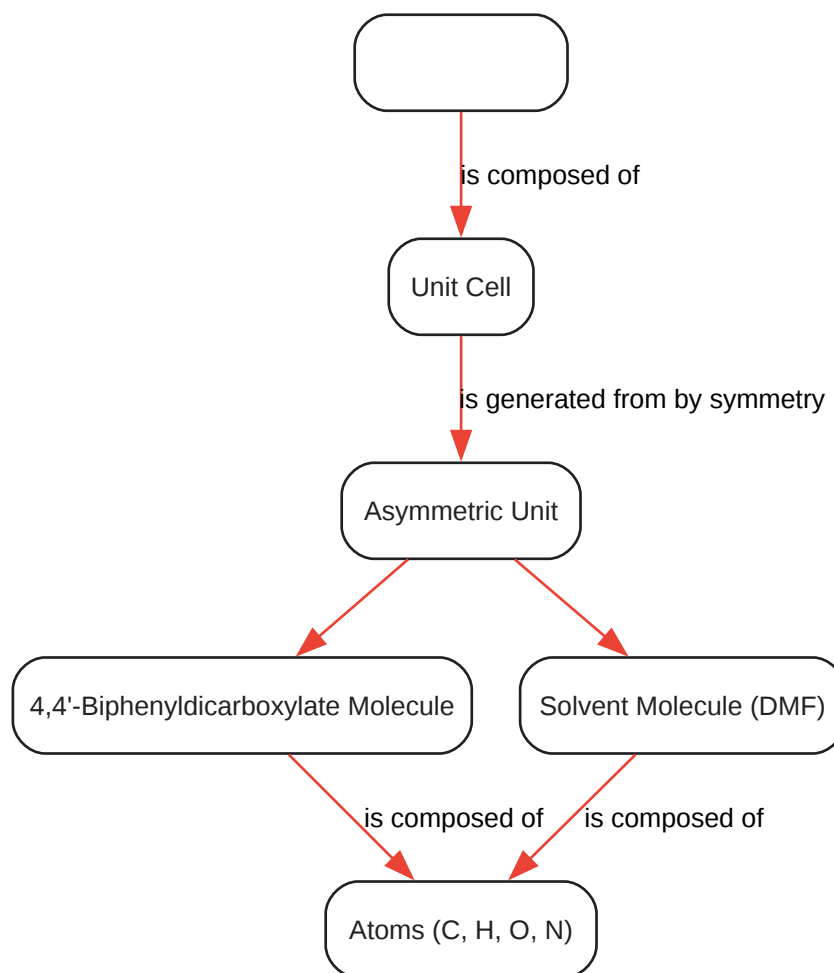 is composed of
Unit Cell
is generated from by symmetry
Asymmetric Unit
4,4'-Biphenyldicarboxylate Molecule
Solvent Molecule (DMF)
is composed of
is composed of
Atoms (C, H, O, N)